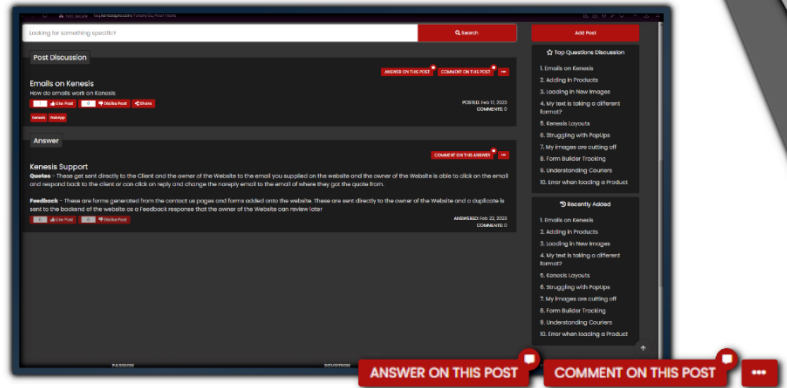 Looking for something specific?
Search
Add Post
Post Discussion
ANSWER ON THIS POST
COMMENT ON THIS POST
Emails on Kenesis
How do emails work on Kenesis
Like Post
Dislike Post
Share
POSTED: Feb 17, 2023
COMMENTS: 0
Kenesis
Answer
COMMENT ON THIS ANSWER
Kenesis Support
Quotes - These get sent directly to the Client and the owner of the Website to the email you supplied on the website and the owner of the Website is able to click on the email
and respond back to the client or can click on reply and change the noreply email to the email of where they got the quote from.
Feedback - These are forms generated from the contact us pages and forms added onto the website. These are sent directly to the owner of the Website and a duplicate is
sent to the backend of the website as a Feedback response that the owner of the Website can review later
Like Post
Dislike Post
ANSWERED: Feb 22, 2023
COMMENTS: 0
Top Questions Discussion
1. Emails on Kenesis
2. Adding in Products
3. Loading in New Images
4. My text is taking a different
format?
5. Kenesis Layouts
6. Struggling with PopUps
7. My images are cutting off
8. Form Builder Tracking
9. Understanding Couriers
10. Error when loading a Product
Recently Added
1. Emails on Kenesis
2. Adding in Products
3. Loading in New Images
4. My text is taking a different
format?
5. Kenesis Layouts
6. Struggling with PopUps
7. My images are cutting off
8. Form Builder Tracking
9. Understanding Couriers
10. Error when loading a Product
ANSWER ON THIS POST
COMMENT ON THIS POST